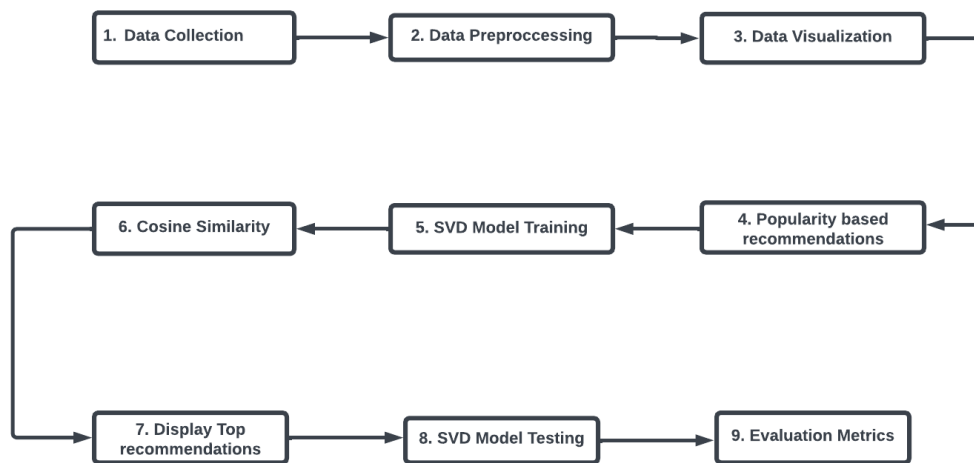 1. Data Collection
2. Data Preproccessing
3. Data Visualization
4. Popularity based
recommendations
5. SVD Model Training
6. Cosine Similarity
7. Display Top
recommendations
8. SVD Model Testing
9. Evaluation Metrics